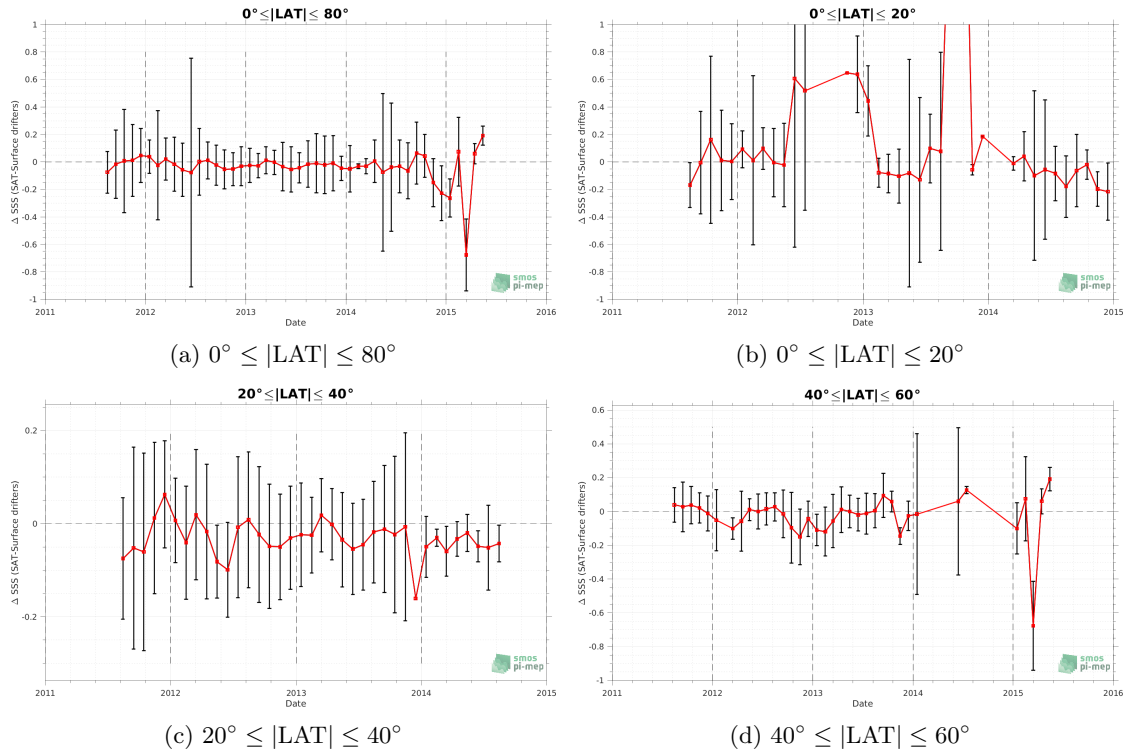 0°≤|LAT|≤ 80°
Δ SSS (SAT-Surface drifters)
1
0.8
0.6
0.4
0.2
0
-0.2
-0.4
-0.6
-0.8
-1
smos
pi-mep
2011 2012 2013 2014 2015 2016
Date
(a) 0° ≤ |LAT| ≤ 80°
0°≤|LAT|≤ 20°
Δ SSS (SAT-Surface drifters)
1
0.8
0.6
0.4
0.2
0
-0.2
-0.4
-0.6
-0.8
-1
smos
pi-mep
2011 2012 2013 2014 2015
Date
(b) 0° ≤ |LAT| ≤ 20°
20°≤|LAT|≤ 40°
Δ SSS (SAT-Surface drifters)
0.2
0
-0.2
smos
pi-mep
2011 2012 2013 2014 2015
Date
(c) 20° ≤ |LAT| ≤ 40°
40°≤|LAT|≤ 60°
Δ SSS (SAT-Surface drifters)
0.6
0.4
0.2
0
-0.2
-0.4
-0.6
-0.8
-1
smos
pi-mep
2011 2012 2013 2014 2015 2016
Date
(d) 40° ≤ |LAT| ≤ 60°